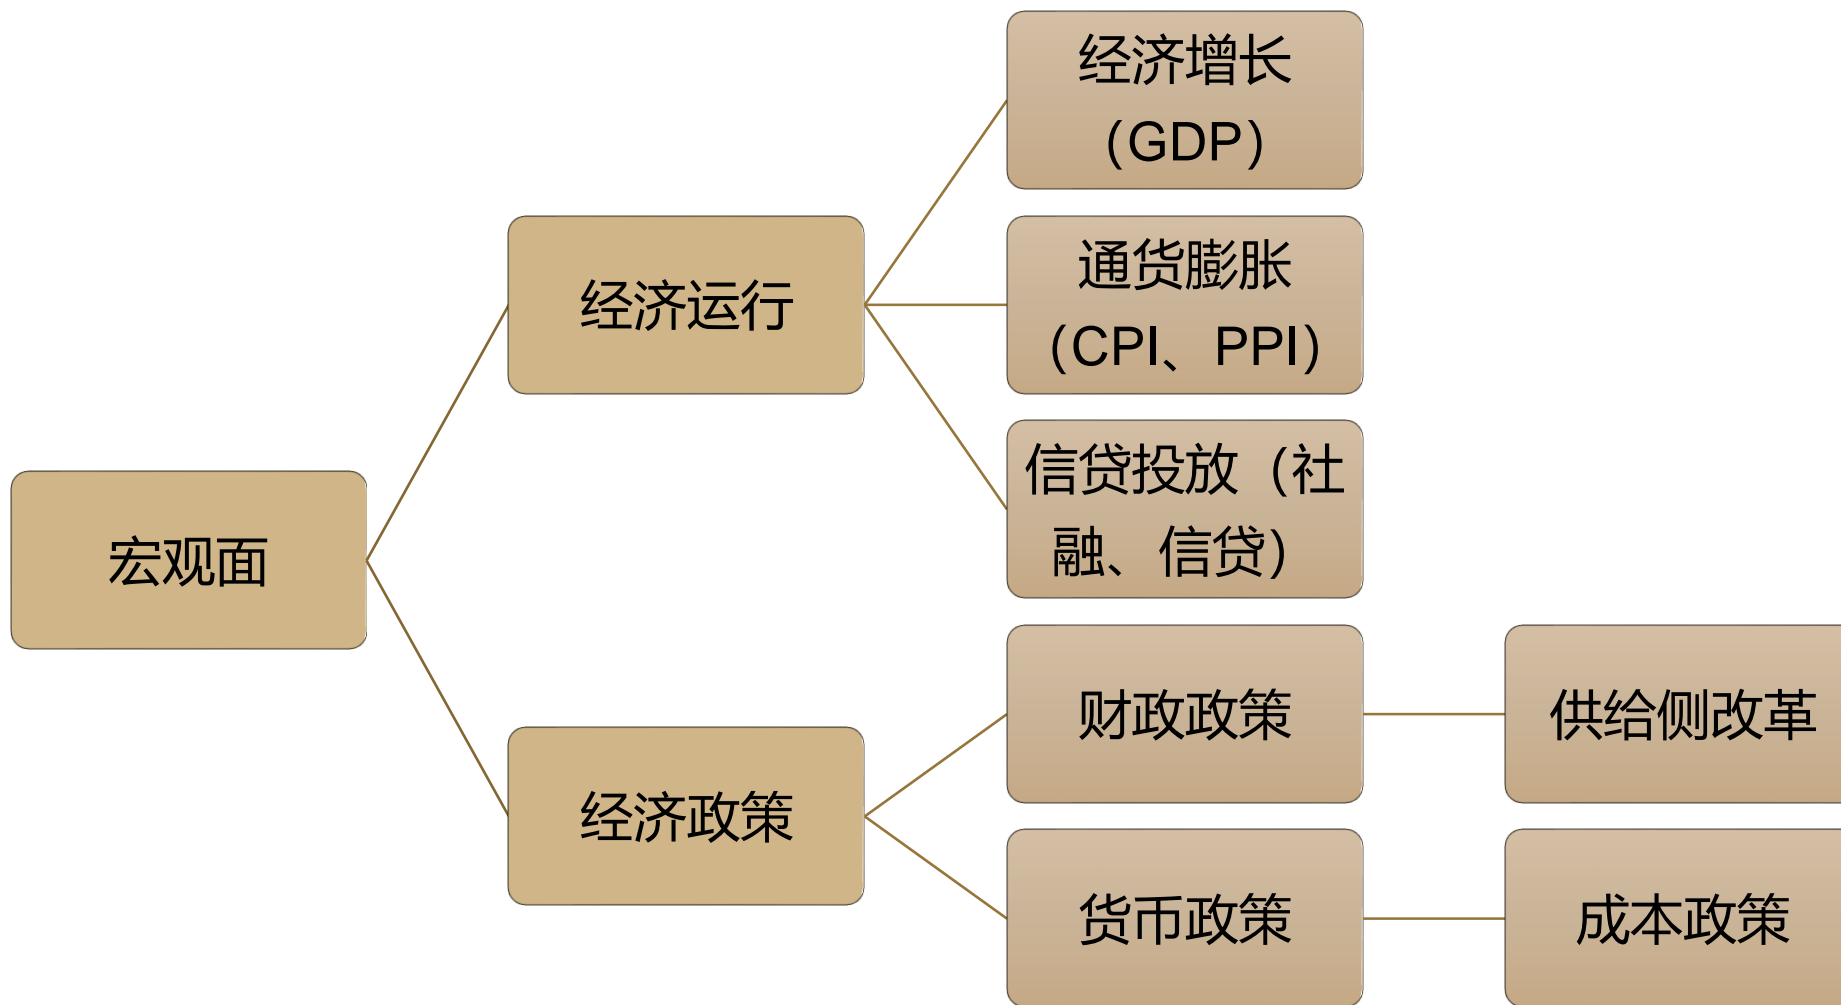 宏观面
经济运行
经济增长
（GDP）
通货膨胀
（CPI、PPI）
信贷投放（社
融、信贷）
经济政策
财政政策
供给侧改革
货币政策
成本政策